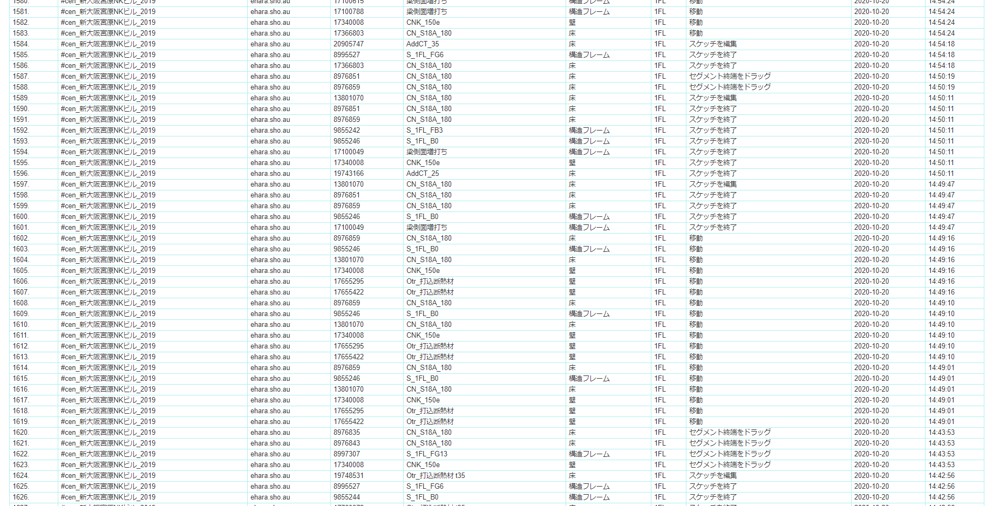 1580. #cen_新大阪宮原NKビル_2019 ehara.sho.au 17100615 梁側面増打ち 構造フレーム 1FL 移動 2020-10-20 14:54:24
1581. #cen_新大阪宮原NKビル_2019 ehara.sho.au 17100788 梁側面増打ち 構造フレーム 1FL 移動 2020-10-20 14:54:24
1582. #cen_新大阪宮原NKビル_2019 ehara.sho.au 17340008 CNK_150e 壁 1FL 移動 2020-10-20 14:54:24
1583. #cen_新大阪宮原NKビル_2019 ehara.sho.au 17366803 CN_S18A_180 床 1FL 移動 2020-10-20 14:54:24
1584. #cen_新大阪宮原NKビル_2019 ehara.sho.au 20905747 AddCT_35 床 1FL スケッチを編集 2020-10-20 14:54:18
1585. #cen_新大阪宮原NKビル_2019 ehara.sho.au 8995527 S_1FL_FG6 構造フレーム 1FL スケッチを終了 2020-10-20 14:54:18
1586. #cen_新大阪宮原NKビル_2019 ehara.sho.au 17366803 CN_S18A_180 床 1FL スケッチを終了 2020-10-20 14:54:18
1587. #cen_新大阪宮原NKビル_2019 ehara.sho.au 8976851 CN_S18A_180 床 1FL セグメント終端をドラッグ 2020-10-20 14:50:19
1588. #cen_新大阪宮原NKビル_2019 ehara.sho.au 8976859 CN_S18A_180 床 1FL セグメント終端をドラッグ 2020-10-20 14:50:19
1589. #cen_新大阪宮原NKビル_2019 ehara.sho.au 13801070 CN_S18A_180 床 1FL スケッチを編集 2020-10-20 14:50:11
1590. #cen_新大阪宮原NKビル_2019 ehara.sho.au 8976851 CN_S18A_180 床 1FL スケッチを終了 2020-10-20 14:50:11
1591. #cen_新大阪宮原NKビル_2019 ehara.sho.au 8976859 CN_S18A_180 床 1FL スケッチを終了 2020-10-20 14:50:11
1592. #cen_新大阪宮原NKビル_2019 ehara.sho.au 9855242 S_1FL_FB3 構造フレーム 1FL スケッチを終了 2020-10-20 14:50:11
1593. #cen_新大阪宮原NKビル_2019 ehara.sho.au 9855246 S_1FL_B0 構造フレーム 1FL スケッチを終了 2020-10-20 14:50:11
1594. #cen_新大阪宮原NKビル_2019 ehara.sho.au 17100049 梁側面増打ち 構造フレーム 1FL スケッチを終了 2020-10-20 14:50:11
1595. #cen_新大阪宮原NKビル_2019 ehara.sho.au 17340008 CNK_150e 壁 1FL スケッチを終了 2020-10-20 14:50:11
1596. #cen_新大阪宮原NKビル_2019 ehara.sho.au 19743166 AddCT_25 床 1FL スケッチを終了 2020-10-20 14:50:11
1597. #cen_新大阪宮原NKビル_2019 ehara.sho.au 13801070 CN_S18A_180 床 1FL スケッチを編集 2020-10-20 14:49:47
1598. #cen_新大阪宮原NKビル_2019 ehara.sho.au 8976851 CN_S18A_180 床 1FL スケッチを終了 2020-10-20 14:49:47
1599. #cen_新大阪宮原NKビル_2019 ehara.sho.au 8976859 CN_S18A_180 床 1FL スケッチを終了 2020-10-20 14:49:47
1600. #cen_新大阪宮原NKビル_2019 ehara.sho.au 9855246 S_1FL_B0 構造フレーム 1FL スケッチを終了 2020-10-20 14:49:47
1601. #cen_新大阪宮原NKビル_2019 ehara.sho.au 17100049 梁側面増打ち 構造フレーム 1FL スケッチを終了 2020-10-20 14:49:47
1602. #cen_新大阪宮原NKビル_2019 ehara.sho.au 8976859 CN_S18A_180 床 1FL 移動 2020-10-20 14:49:16
1603. #cen_新大阪宮原NKビル_2019 ehara.sho.au 9855246 S_1FL_B0 構造フレーム 1FL 移動 2020-10-20 14:49:16
1604. #cen_新大阪宮原NKビル_2019 ehara.sho.au 13801070 CN_S18A_180 床 1FL 移動 2020-10-20 14:49:16
1605. #cen_新大阪宮原NKビル_2019 ehara.sho.au 17340008 CNK_150e 壁 1FL 移動 2020-10-20 14:49:16
1606. #cen_新大阪宮原NKビル_2019 ehara.sho.au 17655295 Otr_打込断熱材 壁 1FL 移動 2020-10-20 14:49:16
1607. #cen_新大阪宮原NKビル_2019 ehara.sho.au 17655422 Otr_打込断熱材 壁 1FL 移動 2020-10-20 14:49:16
1608. #cen_新大阪宮原NKビル_2019 ehara.sho.au 8976859 CN_S18A_180 床 1FL 移動 2020-10-20 14:49:10
1609. #cen_新大阪宮原NKビル_2019 ehara.sho.au 9855246 S_1FL_B0 構造フレーム 1FL 移動 2020-10-20 14:49:10
1610. #cen_新大阪宮原NKビル_2019 ehara.sho.au 13801070 CN_S18A_180 床 1FL 移動 2020-10-20 14:49:10
1611. #cen_新大阪宮原NKビル_2019 ehara.sho.au 17340008 CNK_150e 壁 1FL 移動 2020-10-20 14:49:10
1612. #cen_新大阪宮原NKビル_2019 ehara.sho.au 17655295 Otr_打込断熱材 壁 1FL 移動 2020-10-20 14:49:10
1613. #cen_新大阪宮原NKビル_2019 ehara.sho.au 17655422 Otr_打込断熱材 壁 1FL 移動 2020-10-20 14:49:10
1614. #cen_新大阪宮原NKビル_2019 ehara.sho.au 8976859 CN_S18A_180 床 1FL 移動 2020-10-20 14:49:01
1615. #cen_新大阪宮原NKビル_2019 ehara.sho.au 9855246 S_1FL_B0 構造フレーム 1FL 移動 2020-10-20 14:49:01
1616. #cen_新大阪宮原NKビル_2019 ehara.sho.au 13801070 CN_S18A_180 床 1FL 移動 2020-10-20 14:49:01
1617. #cen_新大阪宮原NKビル_2019 ehara.sho.au 17340008 CNK_150e 壁 1FL 移動 2020-10-20 14:49:01
1618. #cen_新大阪宮原NKビル_2019 ehara.sho.au 17655295 Otr_打込断熱材 壁 1FL 移動 2020-10-20 14:49:01
1619. #cen_新大阪宮原NKビル_2019 ehara.sho.au 17655422 Otr_打込断熱材 壁 1FL 移動 2020-10-20 14:49:01
1620. #cen_新大阪宮原NKビル_2019 ehara.sho.au 8976835 CN_S18A_180 床 1FL セグメント終端をドラッグ 2020-10-20 14:43:53
1621. #cen_新大阪宮原NKビル_2019 ehara.sho.au 8976843 CN_S18A_180 床 1FL セグメント終端をドラッグ 2020-10-20 14:43:53
1622. #cen_新大阪宮原NKビル_2019 ehara.sho.au 8997307 S_1FL_FG13 構造フレーム 1FL セグメント終端をドラッグ 2020-10-20 14:43:53
1623. #cen_新大阪宮原NKビル_2019 ehara.sho.au 17340008 CNK_150e 壁 1FL セグメント終端をドラッグ 2020-10-20 14:43:53
1624. #cen_新大阪宮原NKビル_2019 ehara.sho.au 19748531 Otr_打込断熱材 t35 床 1FL スケッチを編集 2020-10-20 14:42:56
1625. #cen_新大阪宮原NKビル_2019 ehara.sho.au 8995527 S_1FL_FG6 構造フレーム 1FL スケッチを終了 2020-10-20 14:42:56
1626. #cen_新大阪宮原NKビル_2019 ehara.sho.au 9855244 S_1FL_B0 構造フレーム 1FL スケッチを終了 2020-10-20 14:42:56